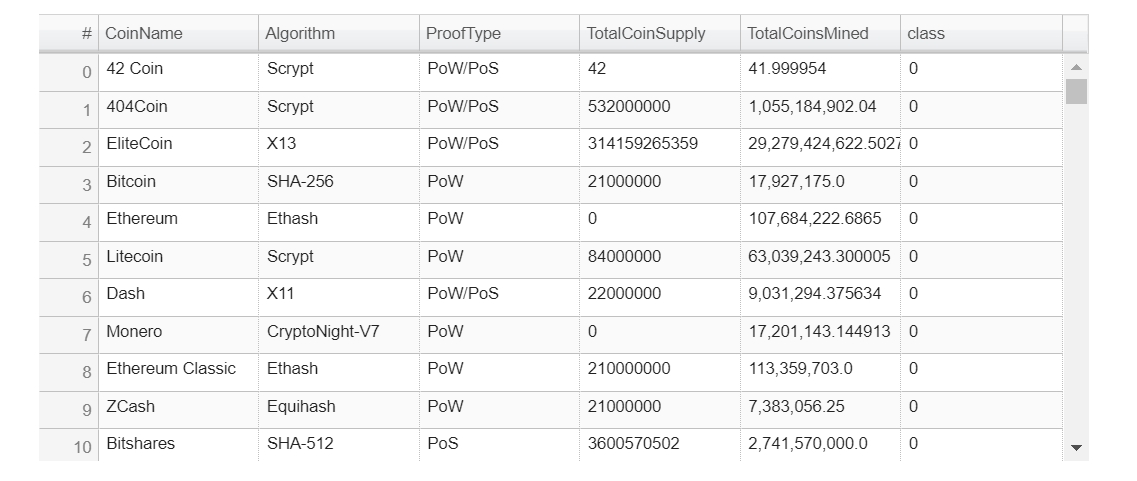 # CoinName Algorithm ProofType TotalCoinSupply TotalCoinsMined class
0 42 Coin Scrypt PoW/PoS 42 41.999954 0
1 404Coin Scrypt PoW/PoS 532000000 1,055,184,902.04 0
2 EliteCoin X13 PoW/PoS 314159265359 29,279,424,622.5027 0
3 Bitcoin SHA-256 PoW 21000000 17,927,175.0 0
4 Ethereum Ethash PoW 0 107,684,222.6865 0
5 Litecoin Scrypt PoW 84000000 63,039,243.300005 0
6 Dash X11 PoW/PoS 22000000 9,031,294.375634 0
7 Monero CryptoNight-V7 PoW 0 17,201,143.144913 0
8 Ethereum Classic Ethash PoW 210000000 113,359,703.0 0
9 ZCash Equihash PoW 21000000 7,383,056.25 0
10 Bitshares SHA-512 PoS 3600570502 2,741,570,000.0 0